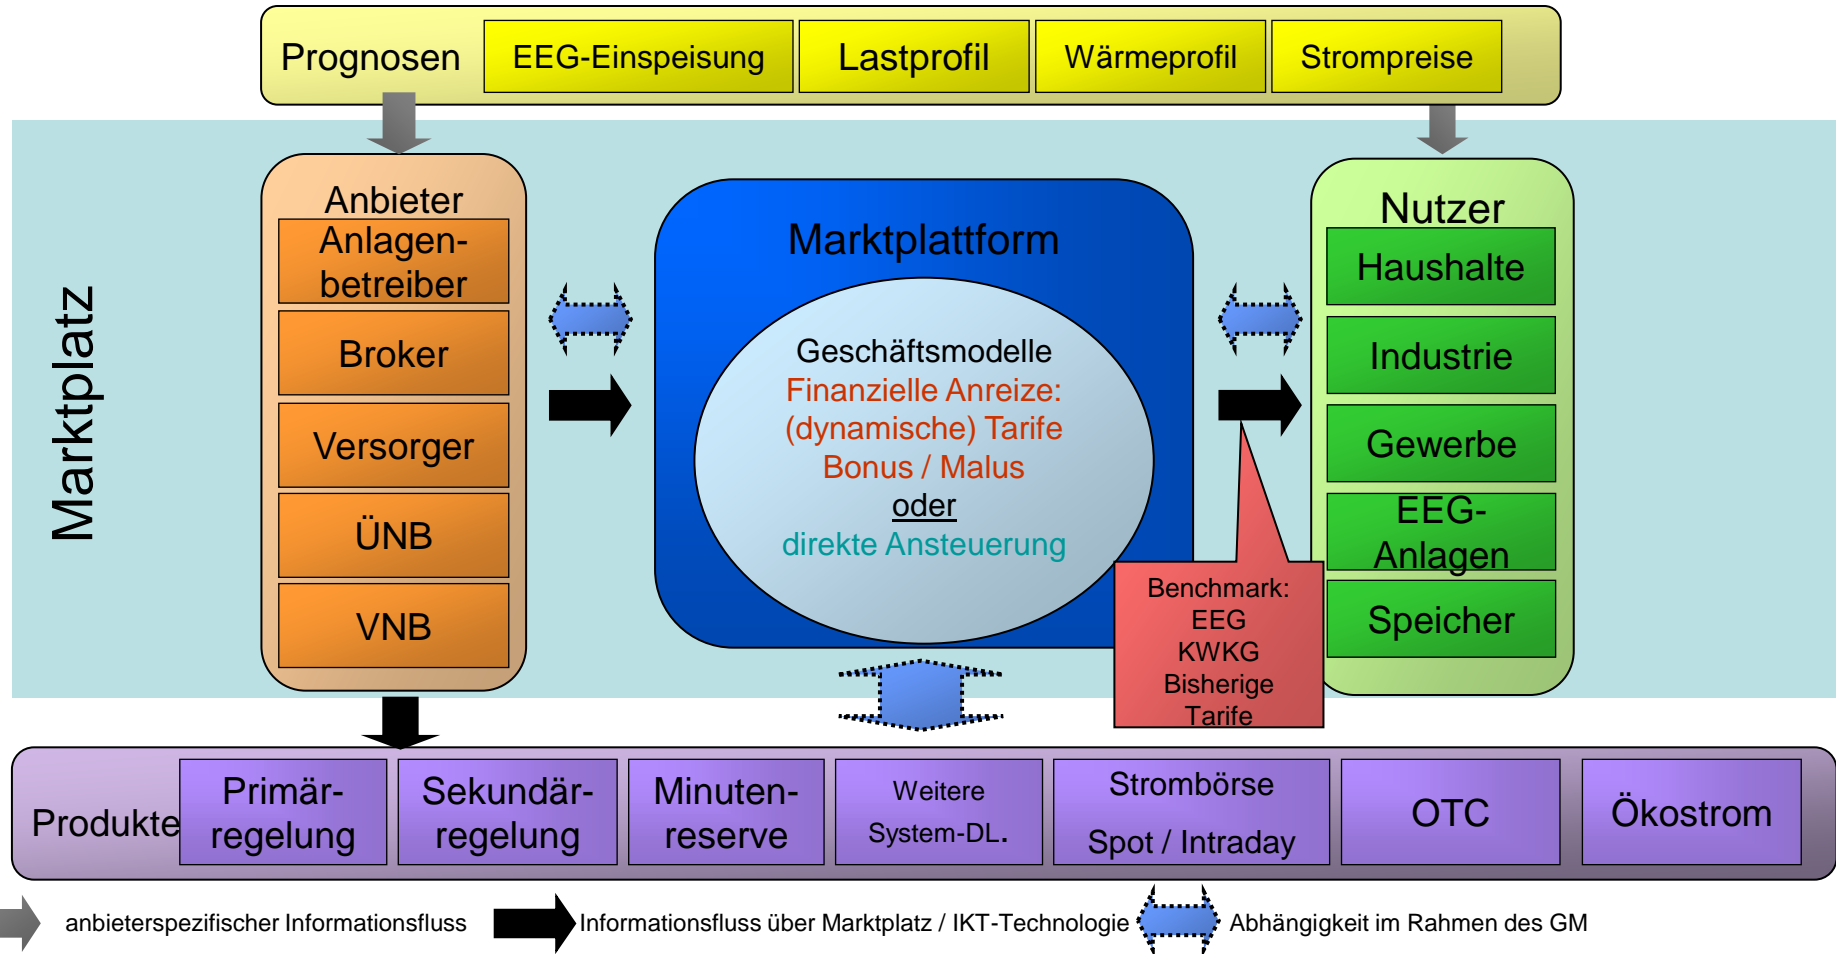 Prognosen
EEG-Einspeisung
Lastprofil
Wärmeprofil
Strompreise
Marktplatz
Anbieter
Anlagen-
betreiber
Broker
Versorger
ÜNB
VNB
Marktplattform
Geschäftsmodelle
Finanzielle Anreize:
(dynamische) Tarife
Bonus / Malus
oder
direkte Ansteuerung
Nutzer
Haushalte
Industrie
Gewerbe
EEG-
Anlagen
Speicher
Benchmark:
EEG
KWKG
Bisherige
Tarife
Produkte
Primär-
regelung
Sekundär-
regelung
Minuten-
reserve
Weitere
System-DL.
Strombörse
Spot / Intraday
OTC
Ökostrom
anbieterspezifischer Informationsfluss
Informationsfluss über Marktplatz / IKT-Technologie
Abhängigkeit im Rahmen des GM